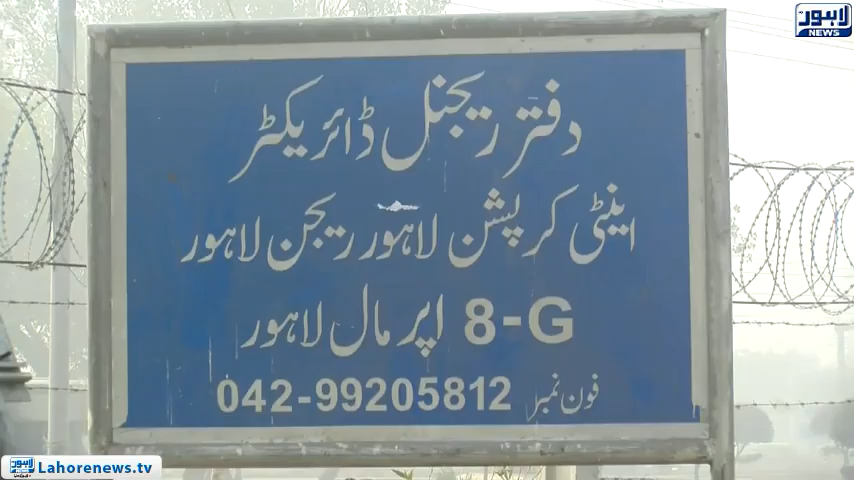 لاہور
NEWS
دفتر ریجنل ڈائریکٹر
اینٹی کرپشن لاہور ریجن لاہور
8-G اپر مال لاہور
فون نمبر 042-99205812
لاہور Lahorenews.tv